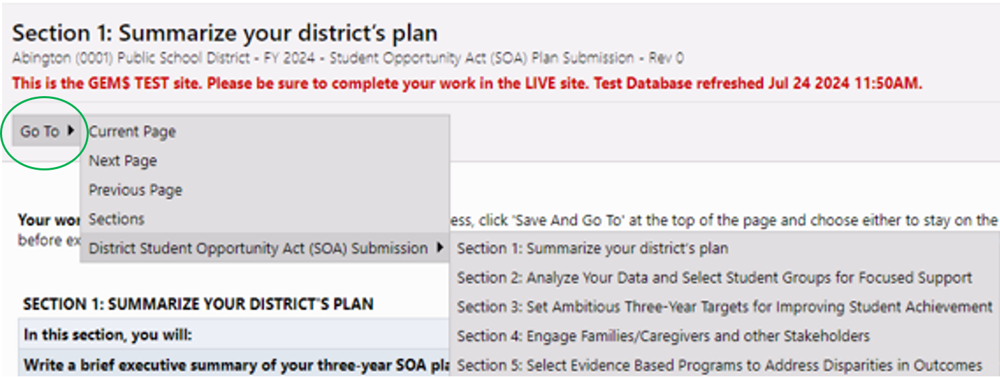 Section 1: Summarize your district's plan
Abington (0001) Public School District - FY 2024 - Student Opportunity Act (SOA) Plan Submission - Rev 0
This is the GEM$ TEST site. Please be sure to complete your work in the LIVE site. Test Database refreshed Jul 24 2024 11:50AM.
Go To
Current Page
Next Page
Previous Page
Sections
District Student Opportunity Act (SOA) Submission
Your wor
ess, click 'Save And Go To' at the top of the page and choose either to stay on the
before ex
Section 1: Summarize your district's plan
Section 2: Analyze Your Data and Select Student Groups for Focused Support
Section 3: Set Ambitious Three-Year Targets for Improving Student Achievement
Section 4: Engage Families/Caregivers and other Stakeholders
Section 5: Select Evidence Based Programs to Address Disparities in Outcomes
SECTION 1: SUMMARIZE YOUR DISTRICT'S PLAN
In this section, you will:
Write a brief executive summary of your three-year SOA pla